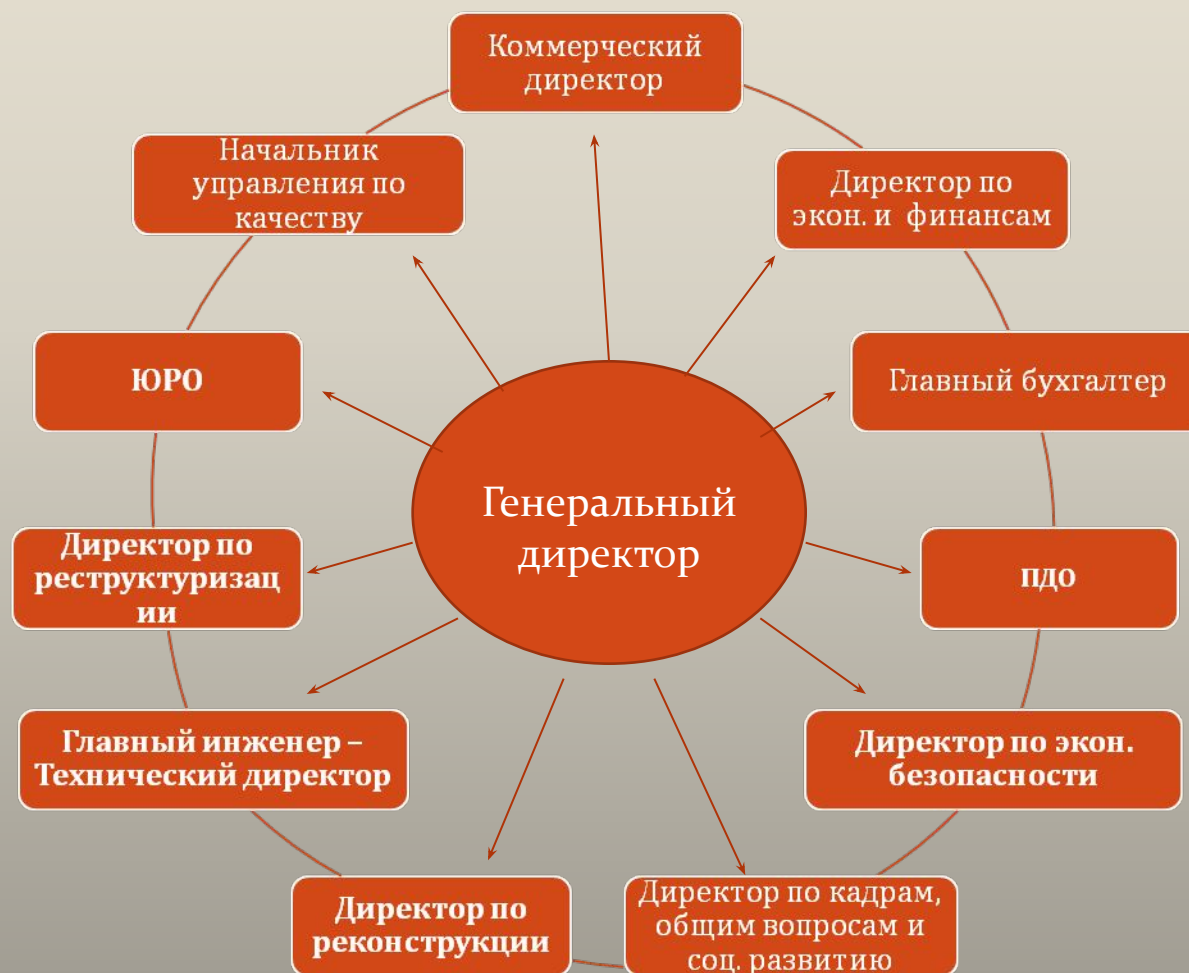 Коммерческий
директор
Начальник
управления по
качеству
Директор по
экон. и финансам
ЮРО
Главный бухгалтер
Генеральный
директор
Директор по
реструктуризац
ии
ПДО
Главный инженер –
Технический директор
Директор по экон.
безопасности
Директор по
реконструкции
Директор по кадрам,
общим вопросам и
соц. развитию